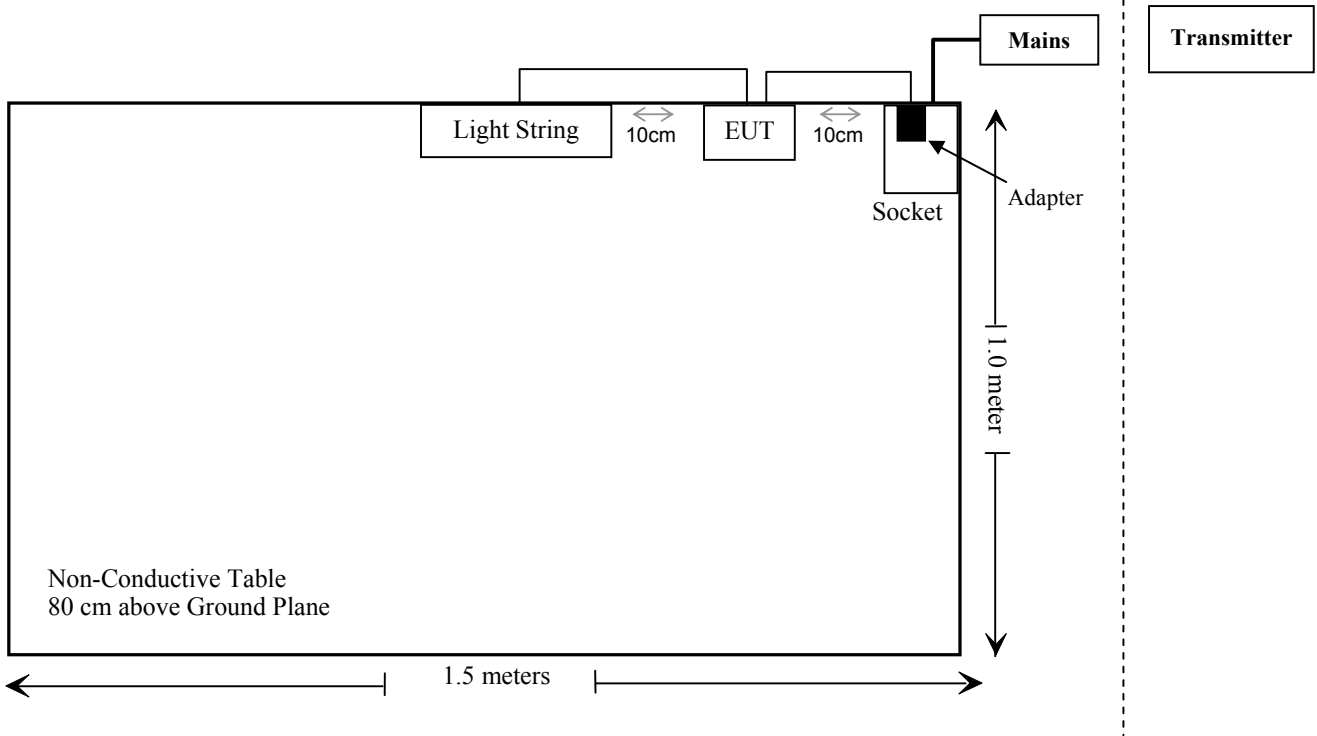 Mains
Transmitter
Light String
10cm
EUT
10cm
Adapter
Socket
1.0 meter
Non-Conductive Table
80 cm above Ground Plane
1.5 meters